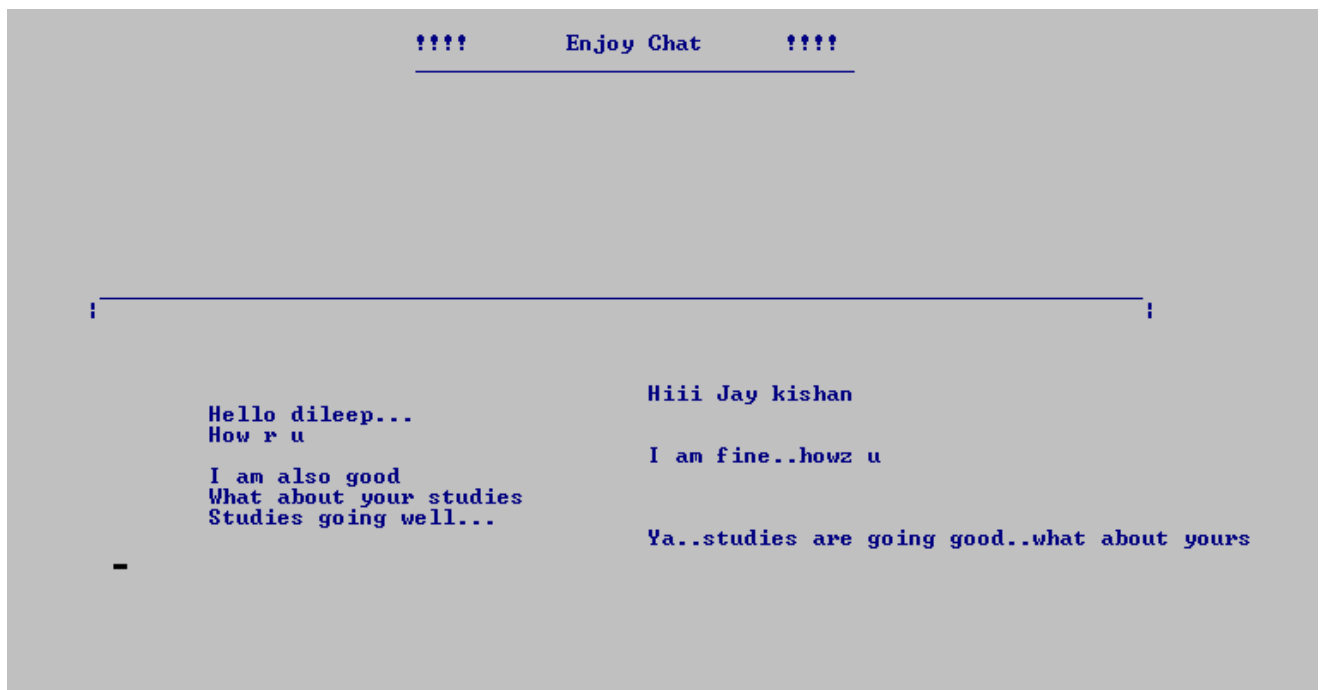 !!!! Enjoy Chat !!!!
Hiii Jay kishan
Hello dileep...
How r u
I am fine..howz u
I am also good
What about your studies
Studies going well...
Ya..studies are going good..what about yours